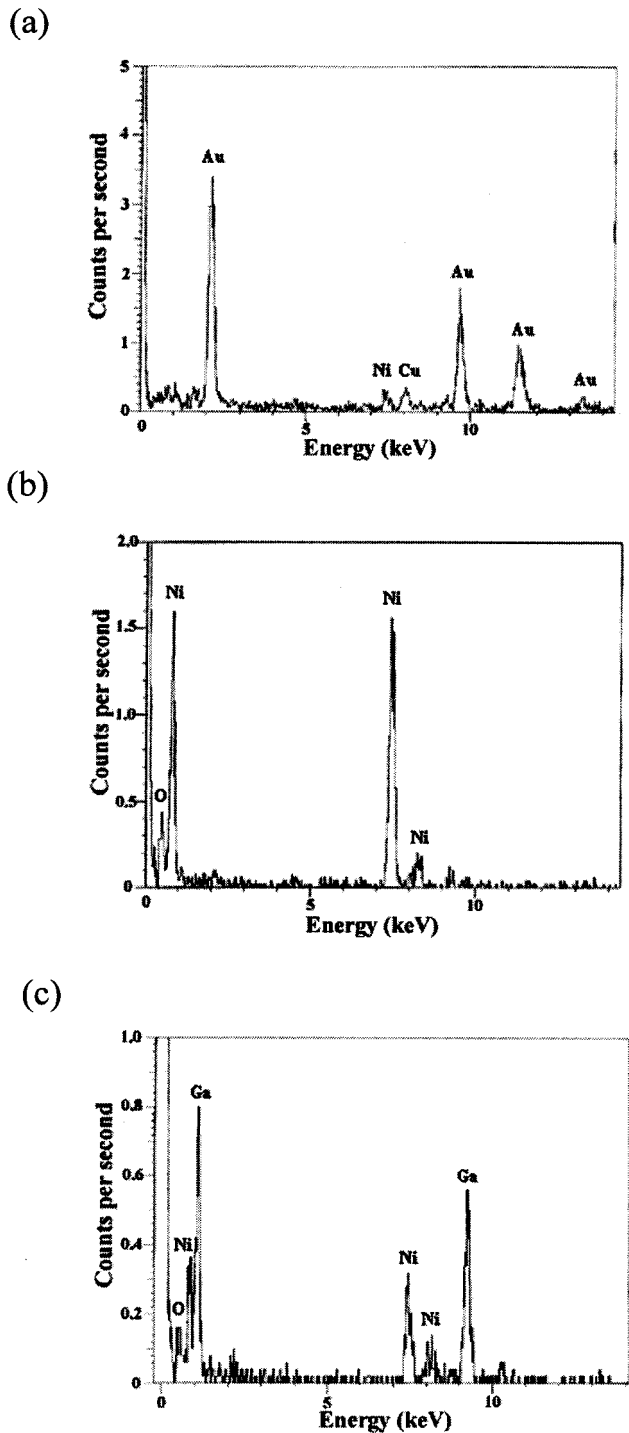 (a)
5
4
3
2
1
0
Counts per second
Au
Ni
Cu
Au
Au
Au
0
5
10
Energy (keV)
(b)
2.0
1.5
1.0
0.5
0
Counts per second
O
Ni
Ni
Ni
0
5
10
Energy (keV)
(c)
1.0
0.8
0.6
0.4
0.2
0
Counts per second
O
Ni
Ga
Ni
Ni
Ga
0
5
10
Energy (keV)